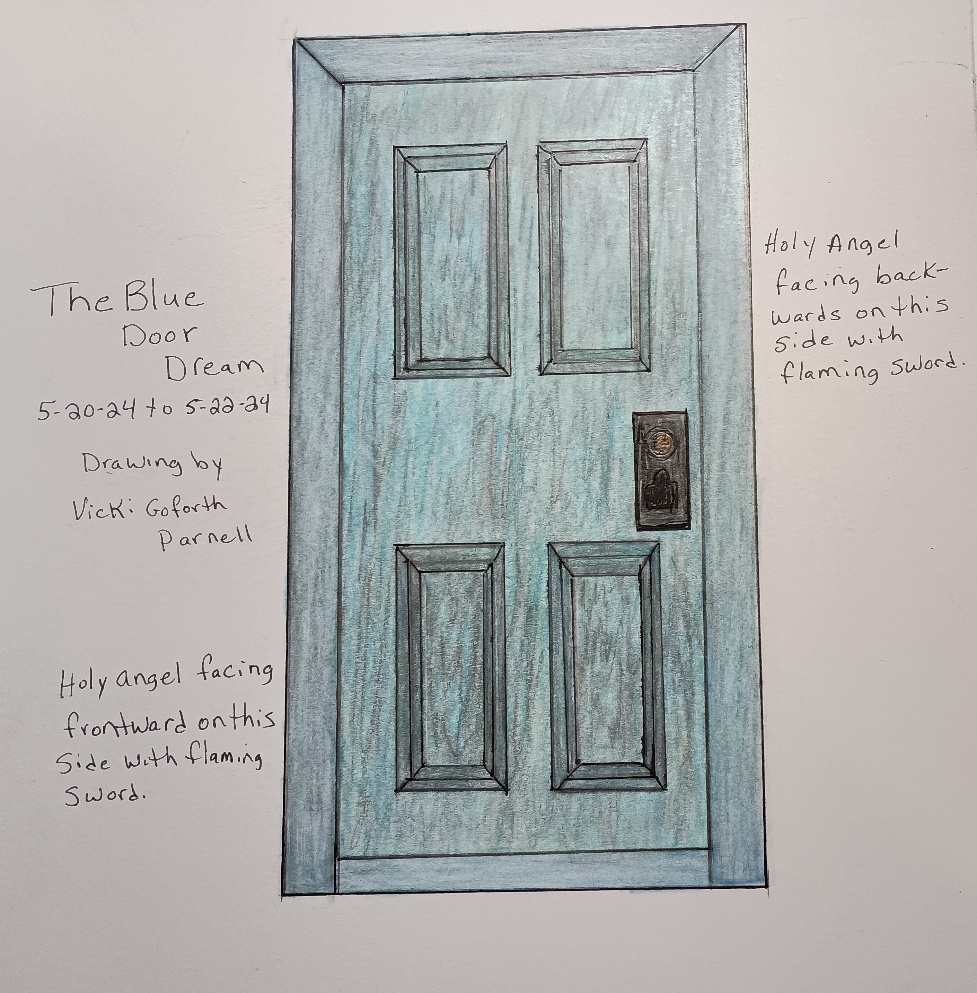 The Blue
Door
Dream
5-20-24 to 5-22-24
Drawing by
Vicki Goforth
Parnell
Holy angel facing
frontward on this
side with flaming
sword.
Holy Angel
facing back-
wards on this
side with
flaming sword.